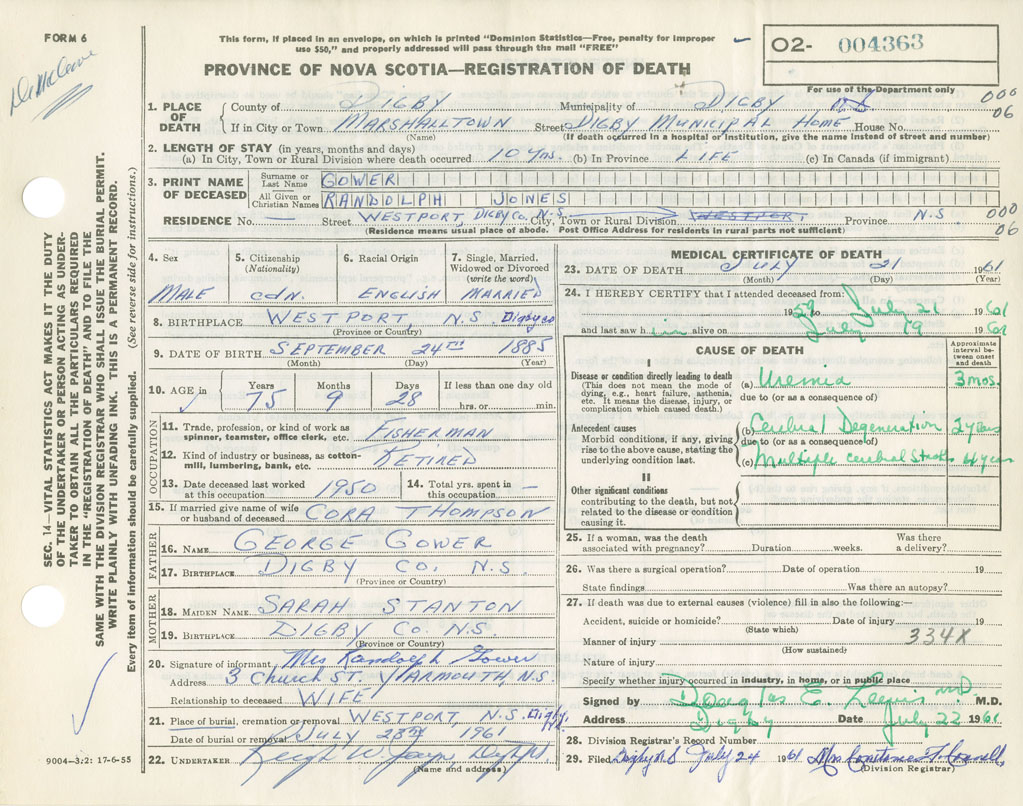 FORM 6
This form, if placed in an envelope, on which is printed "Dominion Statistics—Free, penalty for improper
use $50," and properly addressed will pass through the mail "FREE"
02- 004363
PROVINCE OF NOVA SCOTIA—REGISTRATION OF DEATH
For use of the Department only
1. PLACE OF DEATH
County of DIGBY Municipality of DIGBY 000
If in City or Town MARSHALLTOWN Street DIGBY MUNICIPAL HOME House No. 06
(Name) (If death occurred in a hospital or institution, give the name instead of street and number)
2. LENGTH OF STAY (in years, months and days)
(a) In City, Town or Rural Division where death occurred 10 yrs. (b) In Province LIFE (c) In Canada (if immigrant)
3. PRINT NAME OF DECEASED
Surname or Last Name GOWER
All Given or Christian Names RANDOLPH JONES
RESIDENCE No. — Street WESTPORT DIGBY Co. N.S. City, Town or Rural Division WESTPORT Province N.S 000
(Residence means usual place of abode. Post Office Address for residents in rural parts not sufficient) 06
4. Sex
MALE
5. Citizenship
(Nationality)
cdn.
6. Racial Origin
ENGLISH
7. Single, Married,
Widowed or Divorced
(write the word)
MARRIED
8. BIRTHPLACE WESTPORT, N.S. Digby co
(Province or Country)
9. DATE OF BIRTH SEPTEMBER 24TH 1885
(Month) (Day) (Year)
10. AGE in Years Months Days If less than one day old
75 9 28 hrs. or min.
OCCUPATION
11. Trade, profession, or kind of work as
spinner, teamster, office clerk, etc. FISHERMAN
12. Kind of industry or business, as cotton-
mill, lumbering, bank, etc. RETIRED
13. Date deceased last worked
at this occupation 1950
14. Total yrs. spent in
this occupation —
15. If married give name of wife
or husband of deceased CORA THOMPSON
FATHER
16. NAME GEORGE GOWER
17. BIRTHPLACE DIGBY CO. N.S.
(Province or Country)
MOTHER
18. MAIDEN NAME SARAH STANTON
19. BIRTHPLACE DIGBY Co. N.S.
(Province or Country)
20. Signature of informant Mrs Randolph Gower
Address 3 Church ST. YARMOUTH N.S.
Relationship to deceased WIFE
21. Place of burial, cremation or removal WESTPORT, N.S. Digby
Date of burial or removal July 23rd 1961
22. UNDERTAKER
(Name and address)
MEDICAL CERTIFICATE OF DEATH
23. DATE OF DEATH JULY 21 1961
(Month) (Day) (Year)
24. I HEREBY CERTIFY that I attended deceased from:
1959 to July 21 1961
and last saw him alive on July 19 1961
CAUSE OF DEATH
Approximate
interval be-
tween onset
and death
I
Disease or condition directly leading to death
(This does not mean the mode of
dying, e.g., heart failure, asthenia,
etc. It means the disease, injury, or
complication which caused death.)
(a) Uremia 3 mos.
due to (or as a consequence of)
Antecedent causes
Morbid conditions, if any, giving
rise to the above cause, stating the
underlying condition last.
(b) Cerebral Degeneration 2 years
due to (or as a consequence of)
(c) Multiple cerebral 4 years
II
Other significant conditions
contributing to the death, but not
related to the disease or condition
causing it.
25. If a woman, was the death
associated with pregnancy? Duration weeks. Was there
a delivery?
26. Was there a surgical operation? Date of operation 19
State findings Was there an autopsy?
27. If death was due to external causes (violence) fill in also the following:—
Accident, suicide or homicide? Date of injury 19
(State which)
Manner of injury 334X
(How sustained)
Nature of injury
Specify whether injury occurred in industry, in home, or in public place
Signed by Douglas E. Lewis MD M.D.
Address Digby Date July 22 1961
28. Division Registrar's Record Number
29. Filed Digby N.S July 24 1961 Mrs Constance
(Division Registrar)
SEC. 14—VITAL STATISTICS ACT MAKES IT THE DUTY
OF THE UNDERTAKER OR PERSON ACTING AS UNDER-
TAKER TO OBTAIN ALL THE PARTICULARS REQUIRED
IN THE "REGISTRATION OF DEATH" AND TO FILE THE
SAME WITH THE DIVISION REGISTRAR WHO SHALL ISSUE THE BURIAL PERMIT.
WRITE PLAINLY WITH UNFADING INK. THIS IS A PERMANENT RECORD.
Every item of Information should be carefully supplied. (See reverse side for instructions.)
9004—3:2: 17-6-55